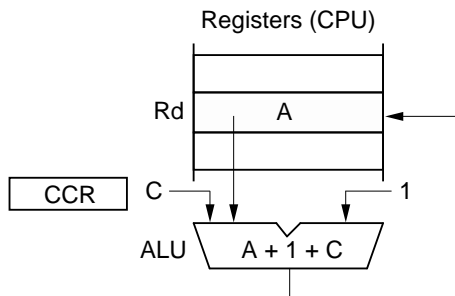 Registers (CPU)
Rd
A
CCR
C
1
ALU
A + 1 + C